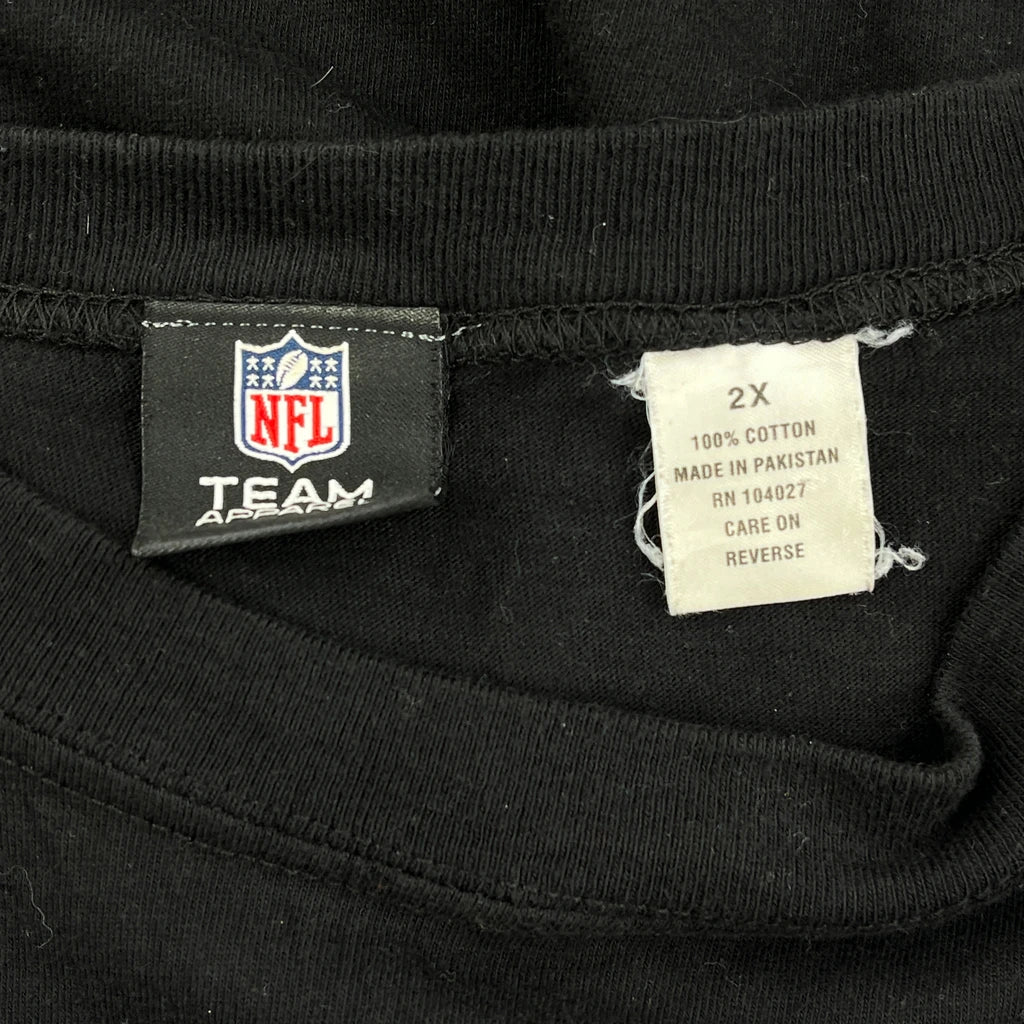 NFL
TEAM
APPAREL
2X
100% COTTON
MADE IN PAKISTAN
RN 104027
CARE ON
REVERSE